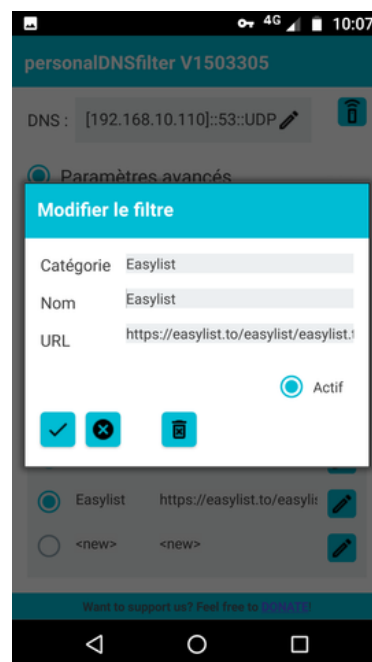 4G 10:07
personalDNSfilter V1503305
DNS : [192.168.10.110]::53::UDP
Paramètres avancés
Modifier le filtre
Catégorie Easylist
Nom Easylist
URL https://easylist.to/easylist/easylist.t
Actif
Easylist https://easylist.to/easylis
<new> <new>
Want to support us? Feel free to DONATE!